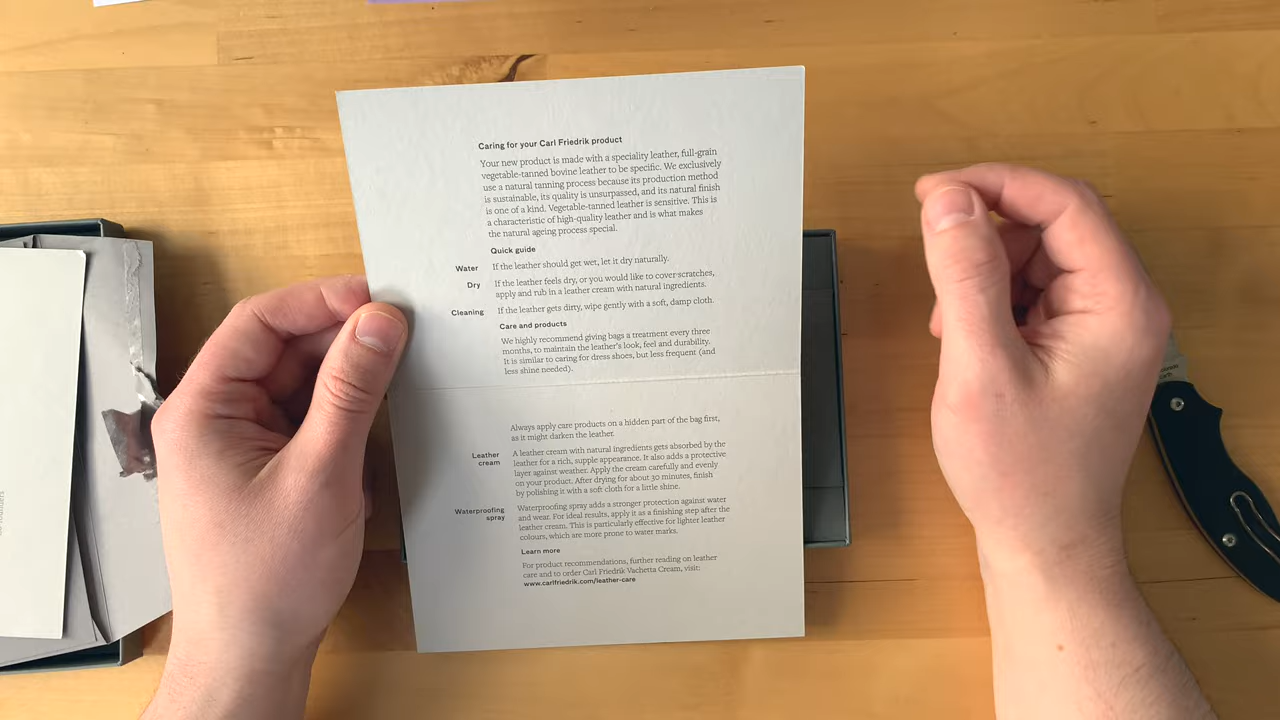 Caring for your Carl Friedrik product
Your new product is made with a speciality leather, full-grain
vegetable-tanned bovine leather to be specific. We exclusively
use a natural tanning process because its production method
is sustainable, its quality is unsurpassed, and its natural finish
is one of a kind. Vegetable-tanned leather is sensitive. This is
a characteristic of high-quality leather and is what makes
the natural ageing process special.
Quick guide
Water If the leather should get wet, let it dry naturally.
Dry If the leather feels dry, or you would like to cover scratches,
apply and rub in a leather cream with natural ingredients.
Cleaning If the leather gets dirty, wipe gently with a soft, damp cloth.
Care and products
We highly recommend giving bags a treatment every three
months, to maintain the leather's look, feel and durability.
It is similar to caring for dress shoes, but less frequent (and
less shine needed).
Always apply care products on a hidden part of the bag first,
as it might darken the leather.
Leather A leather cream with natural ingredients gets absorbed by the
cream leather for a rich, supple appearance. It also adds a protective
layer against weather. Apply the cream carefully and evenly
on your product. After drying for about 30 minutes, finish
by polishing it with a soft cloth for a little shine.
Waterproofing Waterproofing spray adds a stronger protection against water
spray and wear. For ideal results, apply it as a finishing step after the
leather cream. This is particularly effective for lighter leather
colours, which are more prone to water marks.
Learn more
For product recommendations, further reading on leather
care and to order Carl Friedrik Vachetta Cream, visit:
www.carlfriedrik.com/leather-care